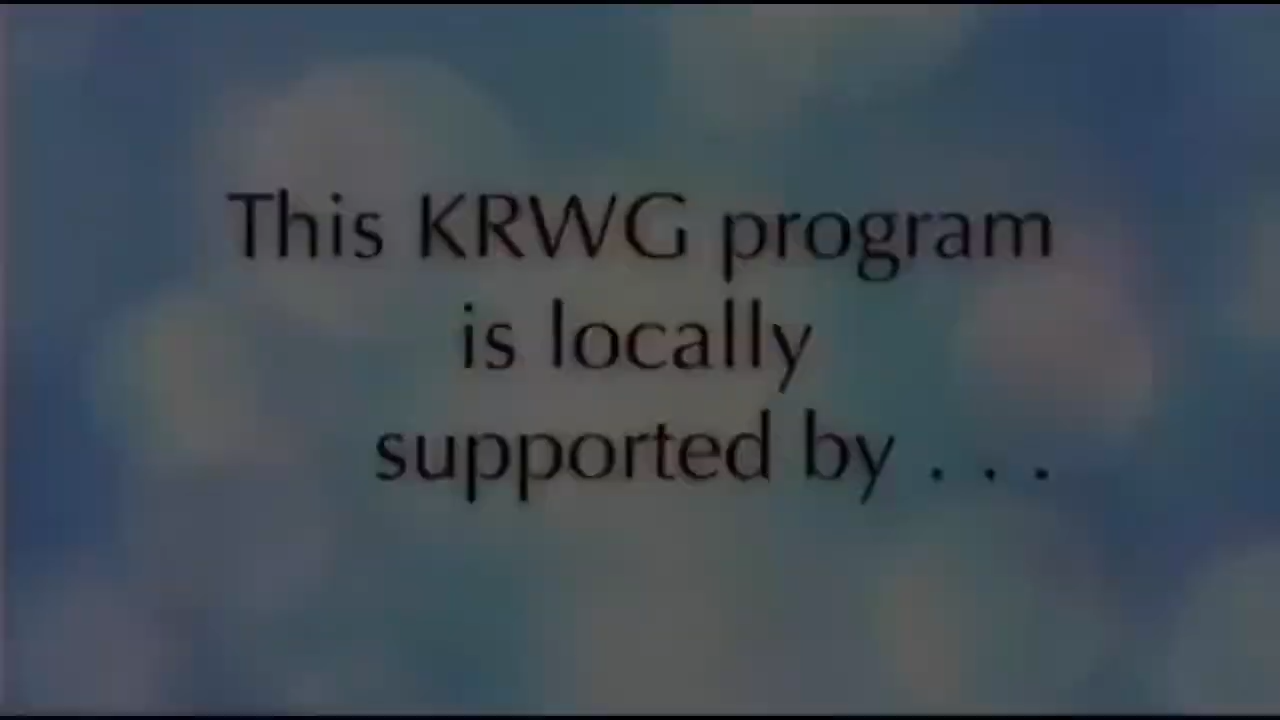 This KRWG program
is locally
supported by . . .